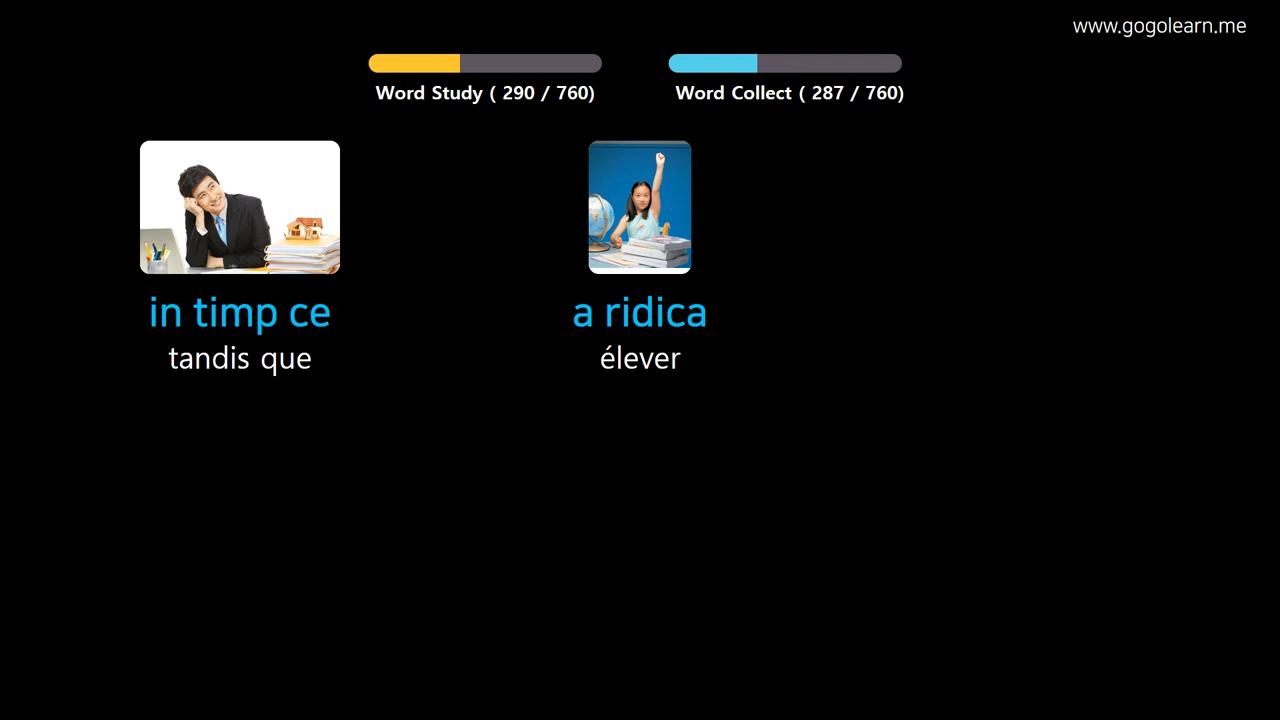 www.gogolearn.me
Word Study ( 290 / 760)
Word Collect ( 287 / 760)
in timp ce
a ridica
tandis que
élever